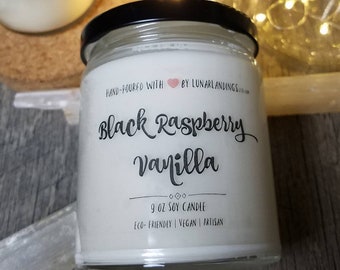 HAND-POURED WITH ❤ BY LUNARLANDINGS
Black Raspberry
Vanilla
9 OZ SOY CANDLE
ECO-FRIENDLY | VEGAN | ARTISAN